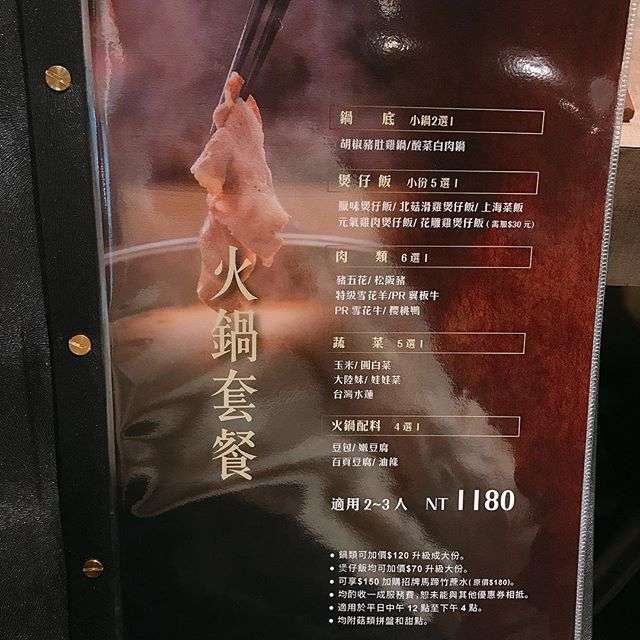 火鍋套餐
鍋 底 小鍋2選1
胡椒豬肚雞鍋/酸菜白肉鍋
煲仔飯 小份5選1
臘味煲仔飯/ 北菇滑雞煲仔飯/ 上海菜飯
元氣雞肉煲仔飯/ 花雕雞煲仔飯(需加$30元)
肉 類 6選1
豬五花/ 松阪豬
特級雪花羊/PR翼板牛
PR雪花牛/ 櫻桃鴨
蔬 菜 5選1
玉米/ 圓白菜
大陸妹/ 娃娃菜
台灣水蓮
火鍋配料 4選1
豆包/ 嫩豆腐
百頁豆腐/ 油條
適用2~3人 NT 1180
• 鍋類可加價$120升級成大份。
• 煲仔飯均可加價$70升級大份。
• 可享$150加購招牌馬蹄竹蔗水(原價$180)。
• 均酌收一成服務費、恕未能與其他優惠券相抵。
• 適用於平日中午12點至下午4點。
• 均附菇類拼盤和甜點。